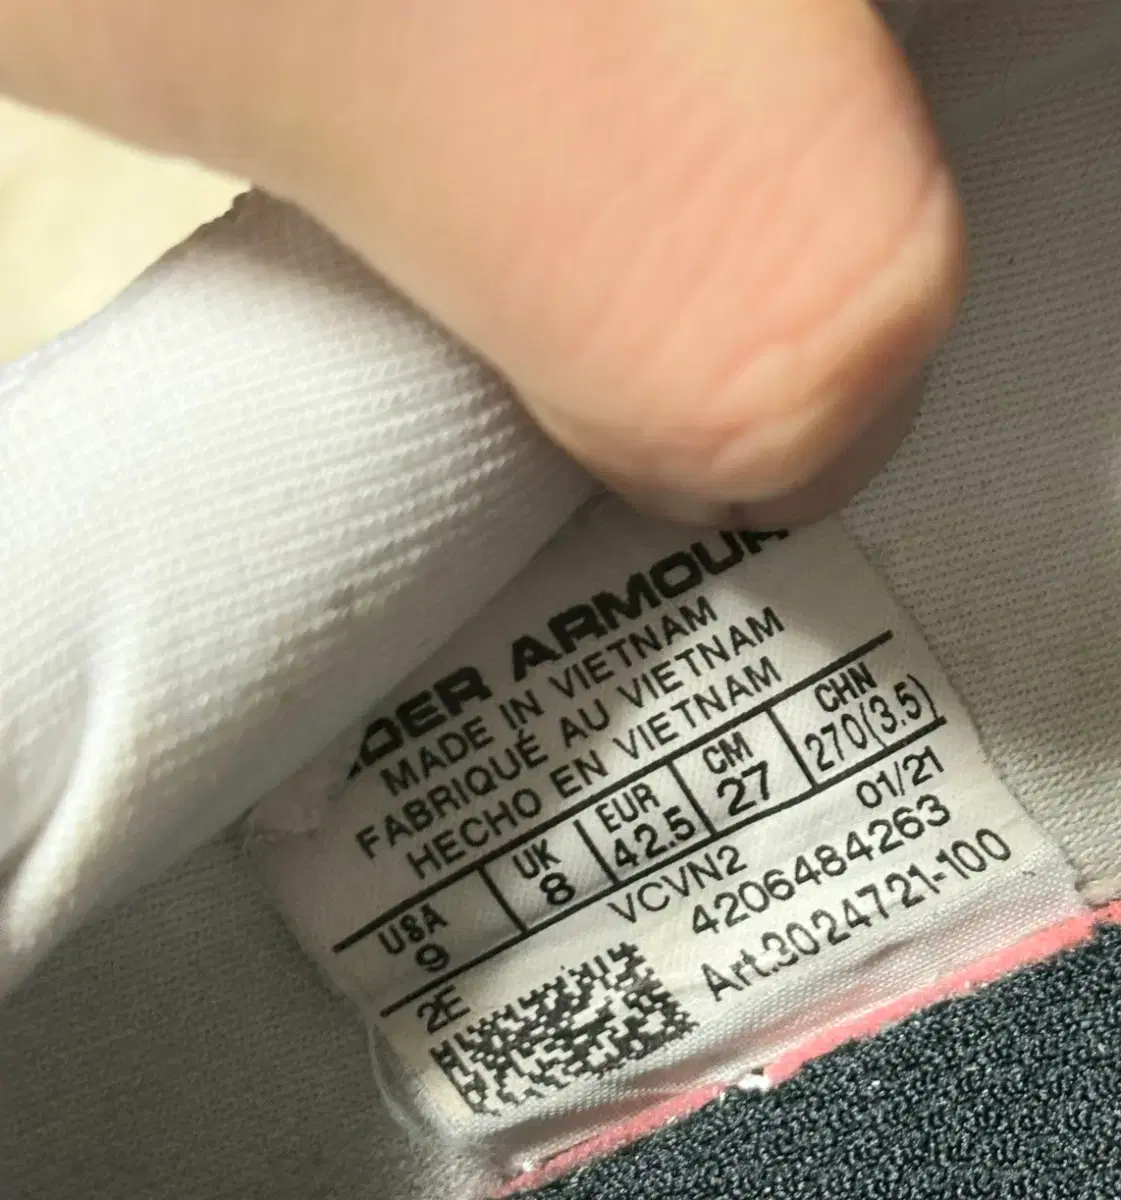 DER ARMOUR
MADE IN VIETNAM
FABRIQUÉ AU VIETNAM
HECHO EN VIETNAM
USA UK EUR CM CHN
9 8 42.5 27 270(3.5)
2E VCVN2 01/21
4206484263
Art.3024721-100